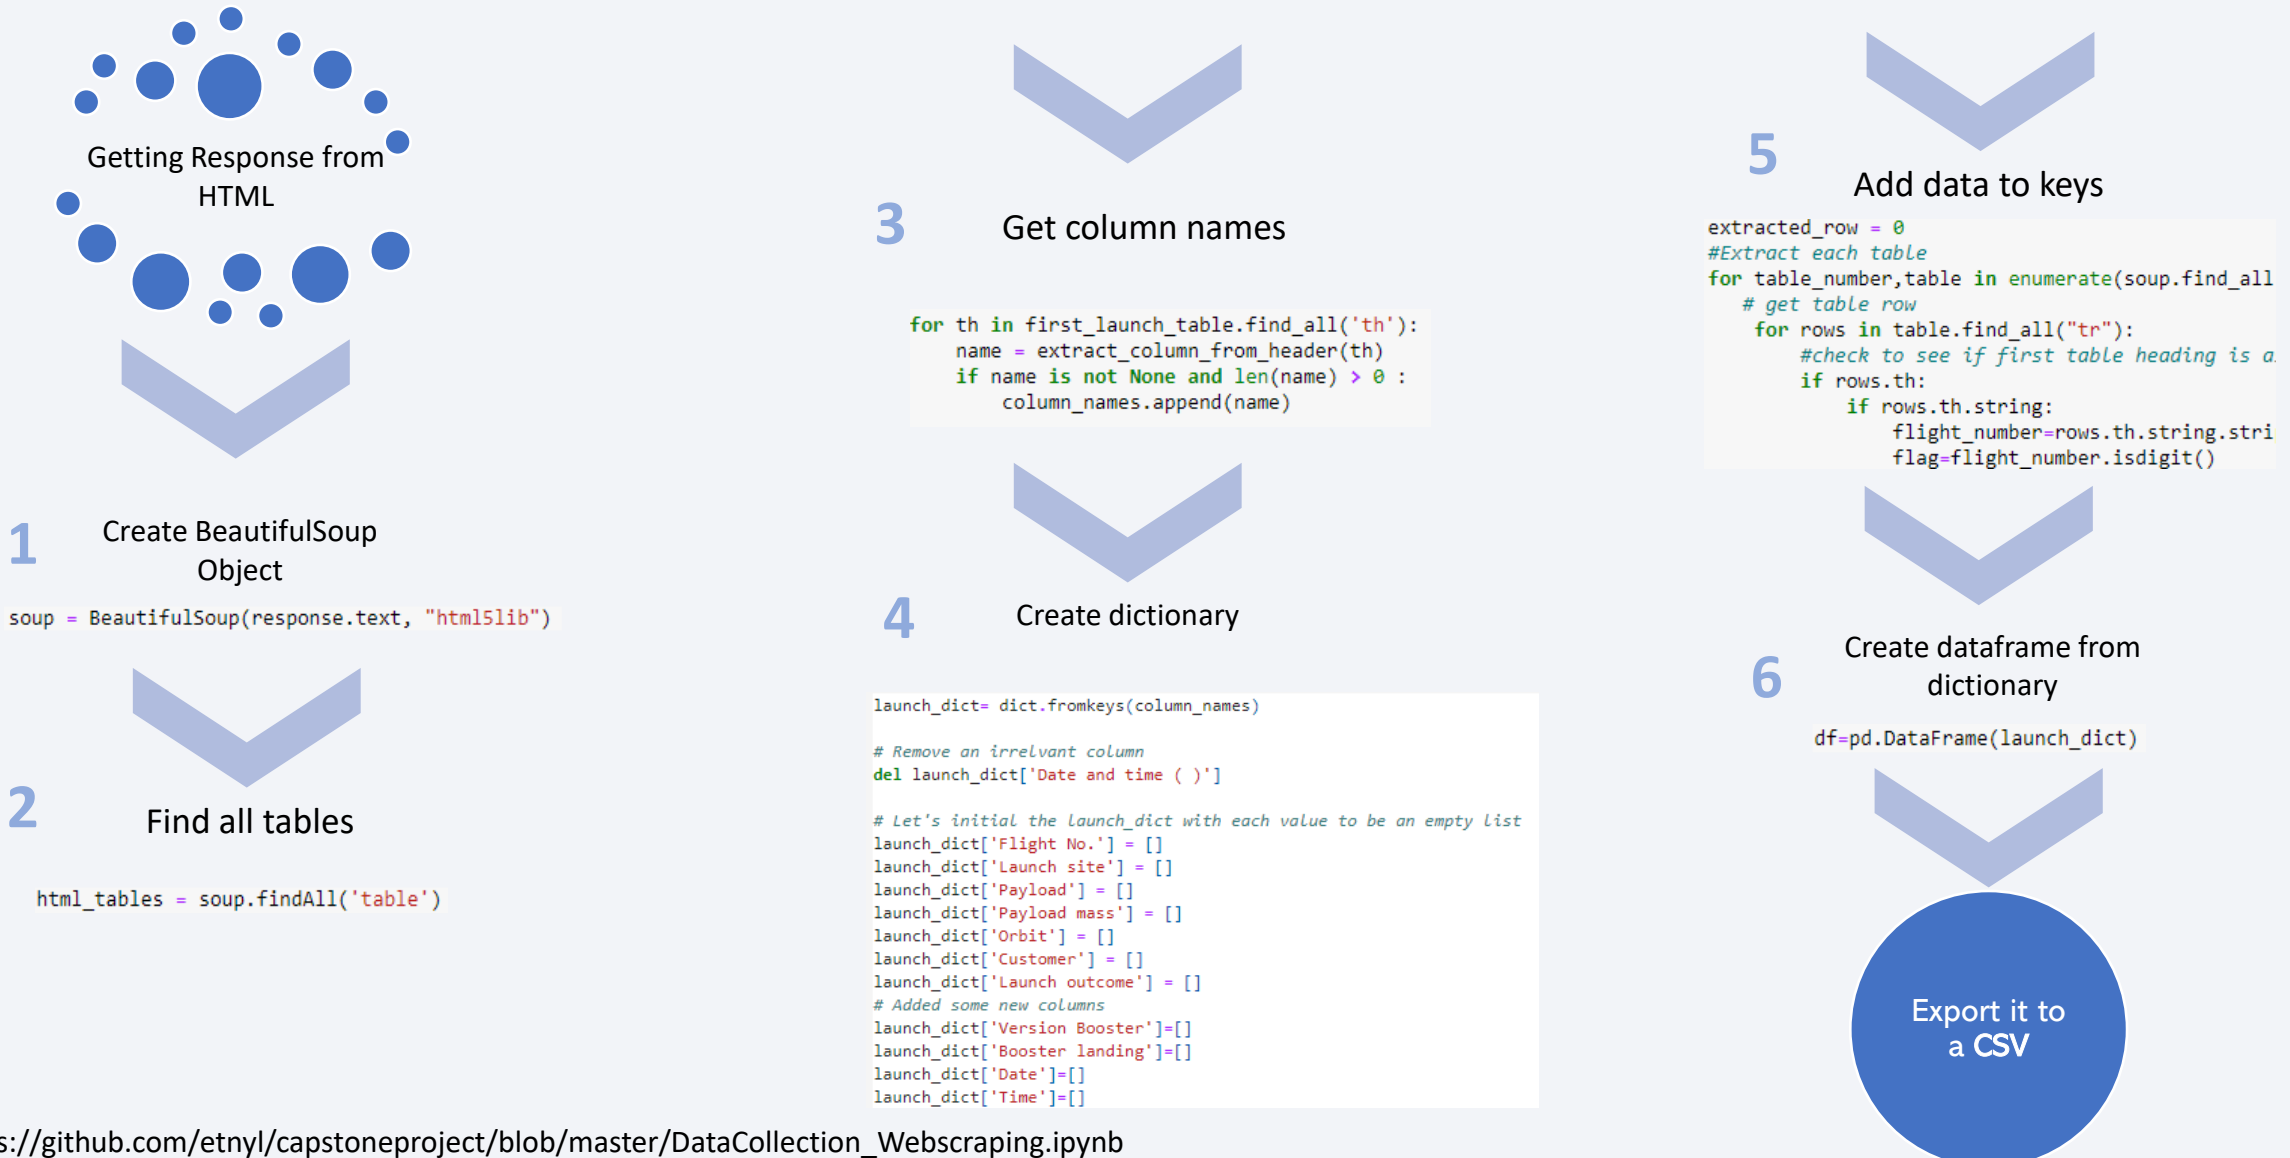 Getting Response from
HTML
1
Create BeautifulSoup
Object
soup = BeautifulSoup(response.text, "html5lib")
2
Find all tables
html_tables = soup.findAll('table')
3
Get column names
for th in first_launch_table.find_all('th'):
    name = extract_column_from_header(th)
    if name is not None and len(name) > 0 :
        column_names.append(name)
4
Create dictionary
launch_dict= dict.fromkeys(column_names)
# Remove an irrelvant column
del launch_dict['Date and time ( )']
# Let's initial the launch_dict with each value to be an empty list
launch_dict['Flight No.'] = []
launch_dict['Launch site'] = []
launch_dict['Payload'] = []
launch_dict['Payload mass'] = []
launch_dict['Orbit'] = []
launch_dict['Customer'] = []
launch_dict['Launch outcome'] = []
# Added some new columns
launch_dict['Version Booster']=[]
launch_dict['Booster landing']=[]
launch_dict['Date']=[]
launch_dict['Time']=[]
5
Add data to keys
extracted_row = 0
#Extract each table
for table_number,table in enumerate(soup.find_all
   # get table row
    for rows in table.find_all("tr"):
        #check to see if first table heading is a
        if rows.th:
            if rows.th.string:
                flight_number=rows.th.string.stri
                flag=flight_number.isdigit()
6
Create dataframe from
dictionary
df=pd.DataFrame(launch_dict)
Export it to
a CSV
s://github.com/etnyl/capstoneproject/blob/master/DataCollection_Webscraping.ipynb